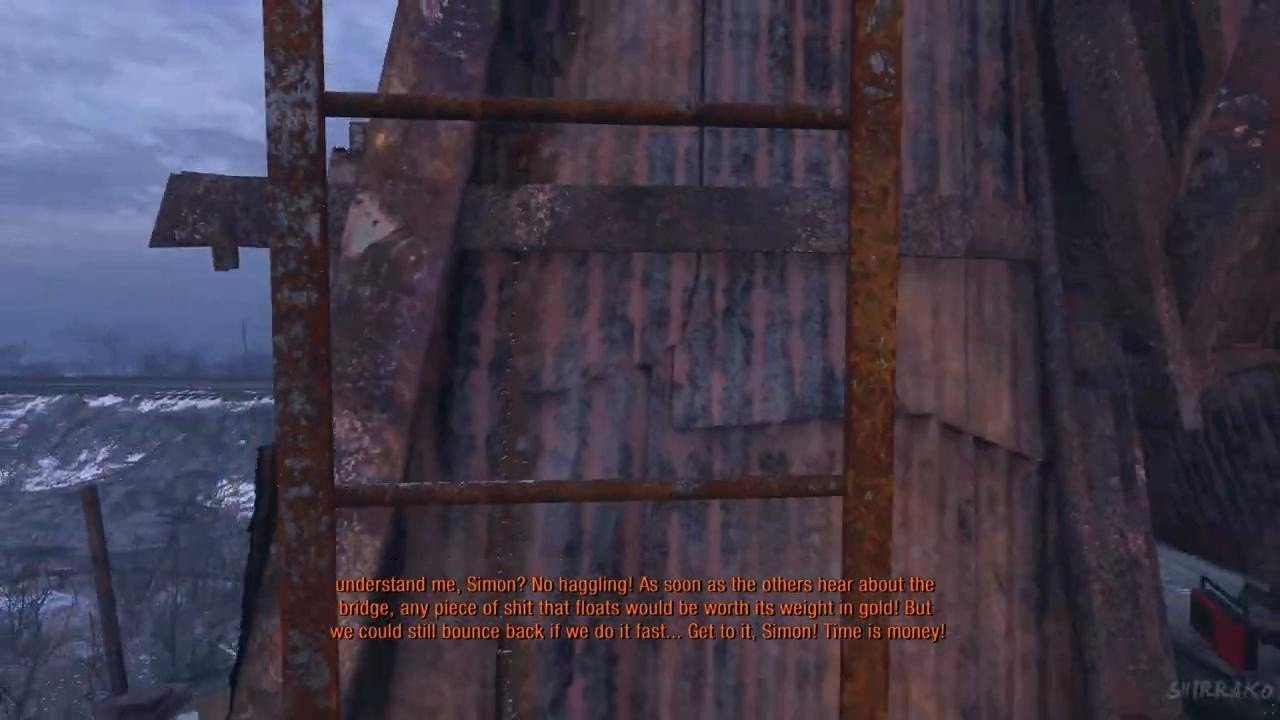 understand me, Simon? No haggling! As soon as the others hear about the
bridge, any piece of shit that floats would be worth its weight in gold! But
we could still bounce back if we do it fast... Get to it, Simon! Time is money!
SHIRRAKO